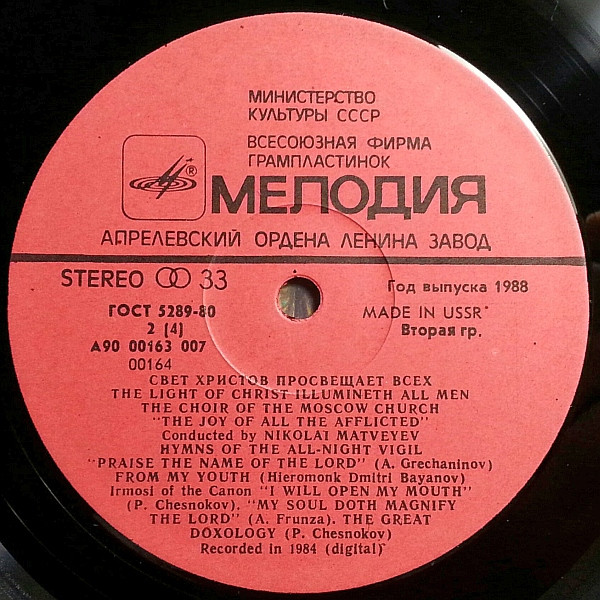 МИНИСТЕРСТВО
КУЛЬТУРЫ СССР
ВСЕСОЮЗНАЯ ФИРМА
ГРАМПЛАСТИНОК
®
МЕЛОДИЯ
АПРЕЛЕВСКИЙ ОРДЕНА ЛЕНИНА ЗАВОД
STEREO 33
Год выпуска 1988
ГОСТ 5289-80
MADE IN USSR
2 (4)
Вторая гр.
А90 00163 007
00164
СВЕТ ХРИСТОВ ПРОСВЕЩАЕТ ВСЕХ
THE LIGHT OF CHRIST ILLUMINETH ALL MEN
THE CHOIR OF THE MOSCOW CHURCH
"THE JOY OF ALL THE AFFLICTED"
Conducted by NIKOLAI MATVEYEV
HYMNS OF THE ALL-NIGHT VIGIL
"PRAISE THE NAME OF THE LORD" (A. Grechaninov)
FROM MY YOUTH (Hieromonk Dmitri Bayanov)
Irmosi of the Canon "I WILL OPEN MY MOUTH"
(P. Chesnokov). "MY SOUL DOTH MAGNIFY
THE LORD" (A. Frunza). THE GREAT
DOXOLOGY (P. Chesnokov)
Recorded in 1984 (digital)